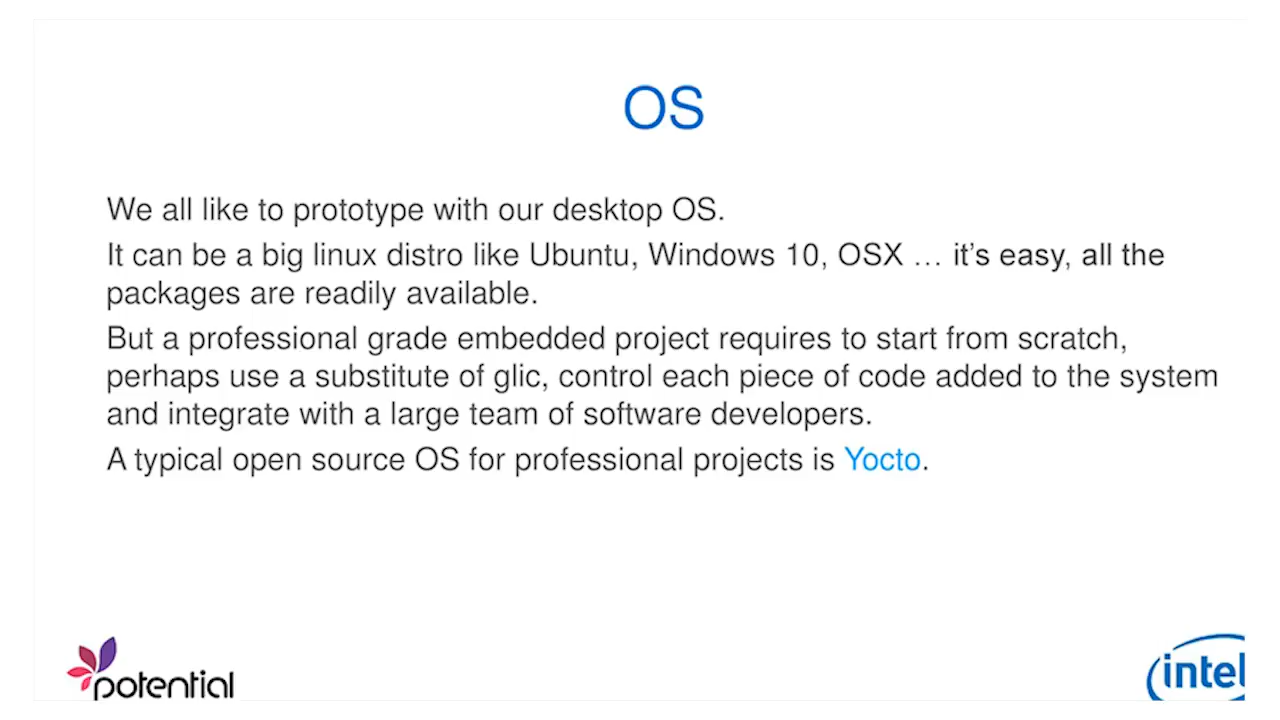 OS
We all like to prototype with our desktop OS.
It can be a big linux distro like Ubuntu, Windows 10, OSX … it’s easy, all the
packages are readily available.
But a professional grade embedded project requires to start from scratch,
perhaps use a substitute of glic, control each piece of code added to the system
and integrate with a large team of software developers.
A typical open source OS for professional projects is Yocto.
potential
intel